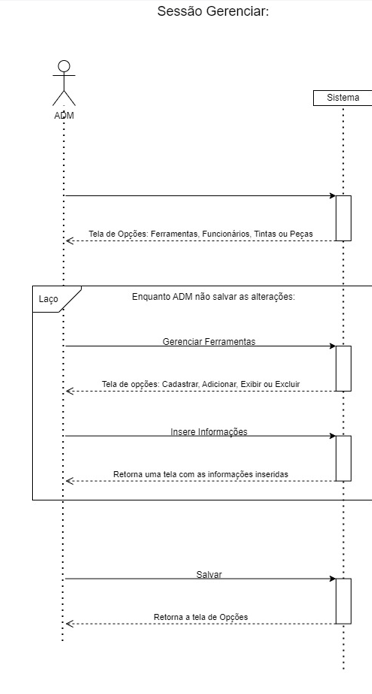 Sessão Gerenciar:
ADM
Sistema
Tela de Opções: Ferramentas, Funcionários, Tintas ou Peças
Laço
Enquanto ADM não salvar as alterações:
Gerenciar Ferramentas
Tela de opções: Cadastrar, Adicionar, Exibir ou Excluir
Insere Informações
Retorna uma tela com as informações inseridas
Salvar
Retorna a tela de Opções